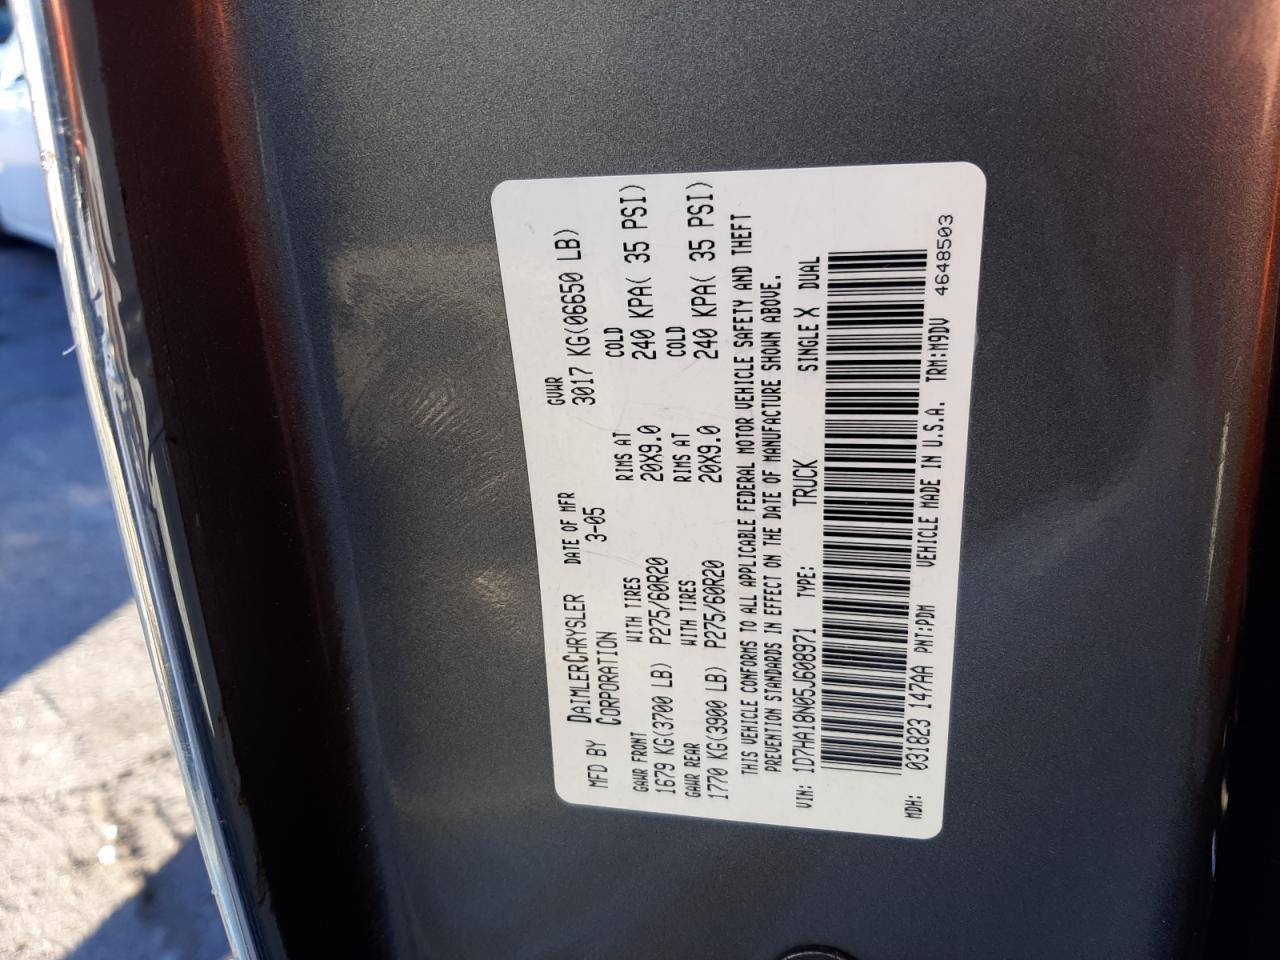 MFD BY DAIMLERCHRYSLER CORPORATION
DATE OF MFR 3-05
GVWR 3017 KG(06650 LB)
GAWR FRONT WITH TIRES RIMS AT COLD
1679 KG(3700 LB) P275/60R20 20X9.0 240 KPA( 35 PSI)
GAWR REAR WITH TIRES RIMS AT COLD
1770 KG(3900 LB) P275/60R20 20X9.0 240 KPA( 35 PSI)
THIS VEHICLE CONFORMS TO ALL APPLICABLE FEDERAL MOTOR VEHICLE SAFETY AND THEFT
PREVENTION STANDARDS IN EFFECT ON THE DATE OF MANUFACTURE SHOWN ABOVE.
VIN: 1D7HA18N05J608971 TYPE: TRUCK SINGLE X DUAL
MDH: 031823 147AA PNT:PDM VEHICLE MADE IN U.S.A. TRM:M9DV 4648503